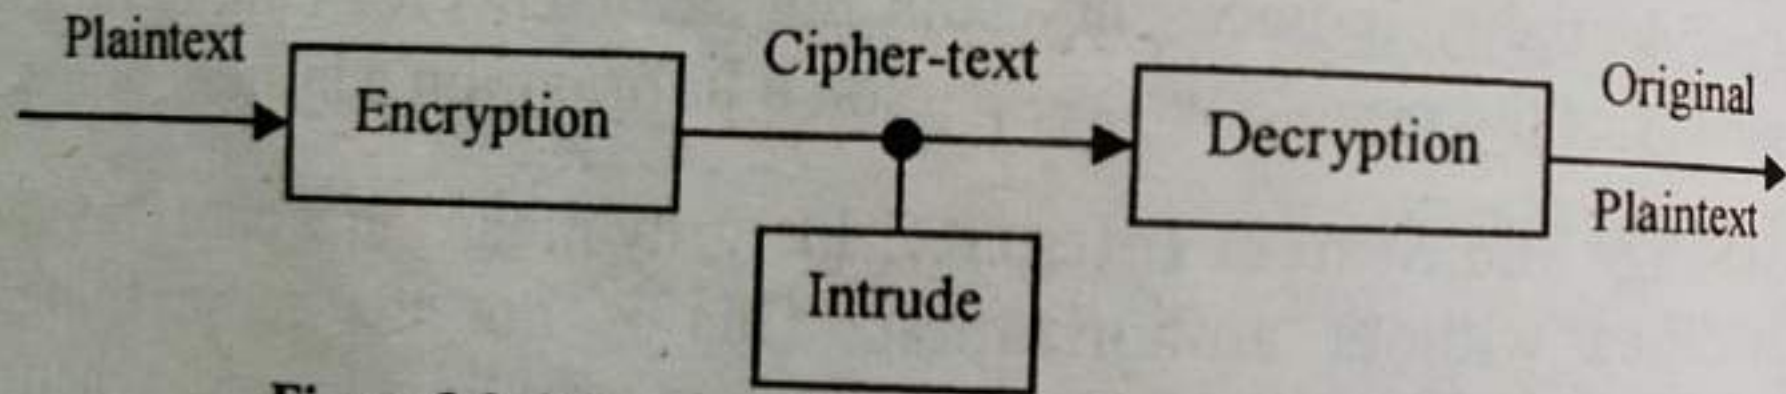 Plaintext
Encryption
Cipher-text
Decryption
Original
Plaintext
Intrude